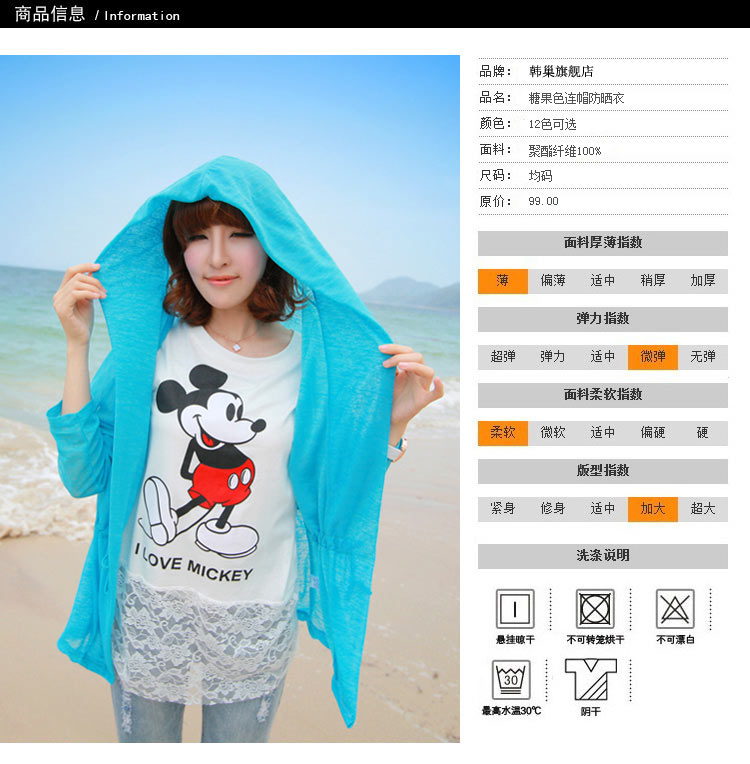 商品信息 / Information
品牌： 韩巢旗舰店
品名： 糖果色连帽防晒衣
颜色： 12色可选
面料： 聚酯纤维100%
尺码： 均码
原价： 99.00
面料厚薄指数
薄 偏薄 适中 稍厚 加厚
弹力指数
超弹 弹力 适中 微弹 无弹
面料柔软指数
柔软 微软 适中 偏硬 硬
版型指数
紧身 修身 适中 加大 超大
洗涤说明
悬挂晾干 不可转笼烘干 不可漂白
30
最高水温30℃ 阴干
I LOVE MICKEY